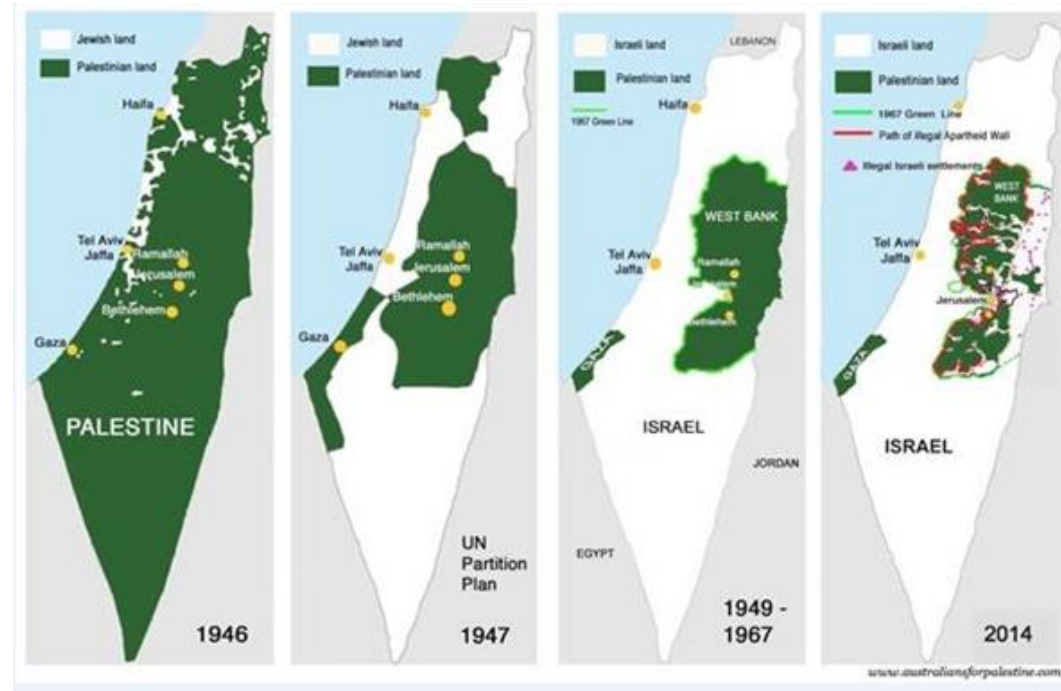 Jewish land
Palestinian land
Haifa
Tel Aviv
Jaffa
Ramallah
Jerusalem
Bethlehem
Gaza
PALESTINE
1946
Jewish land
Palestinian land
Haifa
Tel Aviv
Jaffa
Ramallah
Jerusalem
Bethlehem
Gaza
UN
Partition
Plan
1947
Israeli land
Palestinian land
1967 Green Line
LEBANON
Haifa
WEST BANK
Tel Aviv
Jaffa
Ramallah
Bethlehem
GAZA
ISRAEL
JORDAN
EGYPT
1949 -
1967
Israeli land
Palestinian land
1967 Green Line
Path of illegal Apartheid Wall
Illegal Israeli settlements
WEST
BANK
Tel Aviv
Jaffa
Jerusalem
GAZA
ISRAEL
2014
www.australiansforpalestine.com